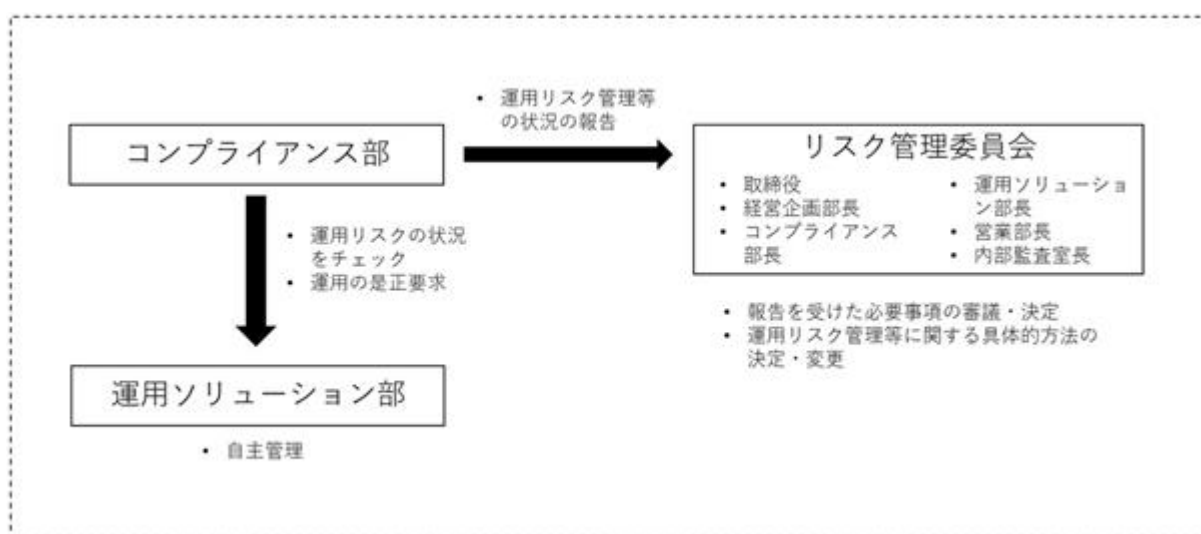 コンプライアンス部
• 運用リスク管理等
の状況の報告
リスク管理委員会
• 取締役
• 経営企画部長
• コンプライアンス
部長
• 運用ソリューショ
ン部長
• 営業部長
• 内部監査室長
• 運用リスクの状況
をチェック
• 運用の是正要求
• 報告を受けた必要事項の審議・決定
• 運用リスク管理等に関する具体的方法の
決定・変更
運用ソリューション部
• 自主管理